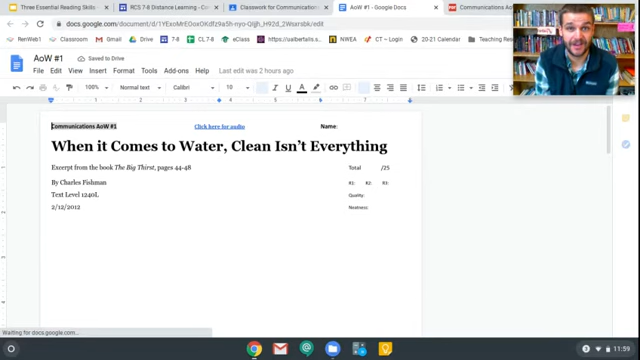 Three Essential Reading Skills
RCS 7-8 Distance Learning - C
Classwork for Communication
AoW #1 - Google Docs
Communications AoW #1
docs.google.com/document/d/
/edit
RenWeb1
Classroom
Gmail
Drive
7-8
CL 7-8
eClass
NWEA
CT – Login
20-21 Calendar
Teaching
AoW #1
Saved to Drive
File Edit View Insert Format Tools Add-ons Help Last edit was 2 hours ago
100% Normal text Calibri 10
Communications AoW #1 Click here for audio Name:
When it Comes to Water, Clean Isn't Everything
Excerpt from the book The Big Thirst, pages 44-48 Total /25
By Charles Fishman R1: R2: R3:
Text Level 1240L Quality:
2/12/2012 Neatness:
Waiting for docs.google.com...
11:59